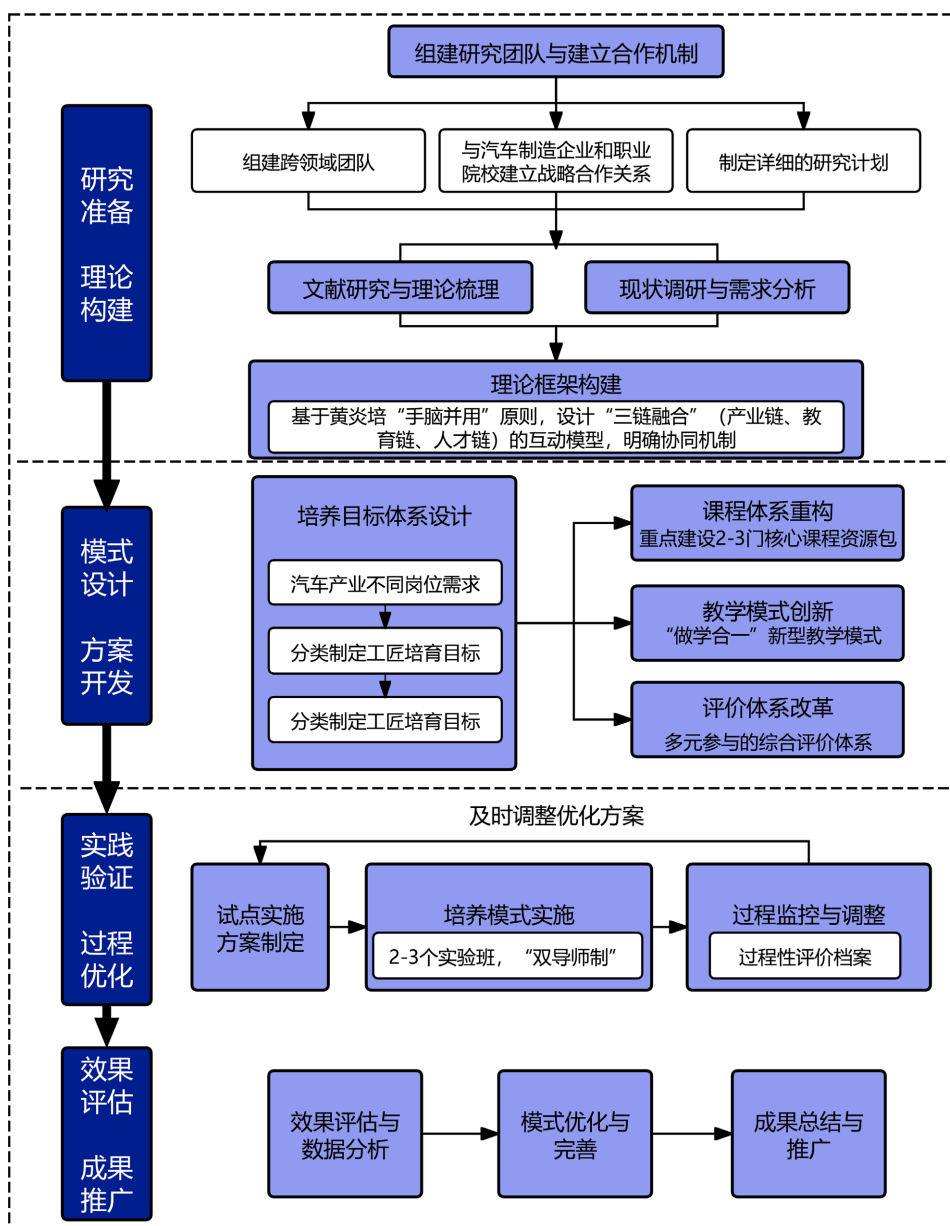 组建研究团队与建立合作机制
组建跨领域团队
与汽车制造企业和职业
院校建立战略合作关系
制定详细的研究计划
研究
准备
理论
构建
文献研究与理论梳理
现状调研与需求分析
理论框架构建
基于黄炎培“手脑并用”原则，设计“三链融合”（产业链、教
育链、人才链）的互动模型，明确协同机制
模式
设计
方案
开发
培养目标体系设计
汽车产业不同岗位需求
分类制定工匠培育目标
分类制定工匠培育目标
课程体系重构
重点建设2-3门核心课程资源包
教学模式创新
“做学合一”新型教学模式
评价体系改革
多元参与的综合评价体系
实践
验证
过程
优化
及时调整优化方案
试点实施
方案制定
培养模式实施
2-3个实验班，“双导师制”
过程监控与调整
过程性评价档案
效果
评估
成果
推广
效果评估与
数据分析
模式优化与
完善
成果总结与
推广